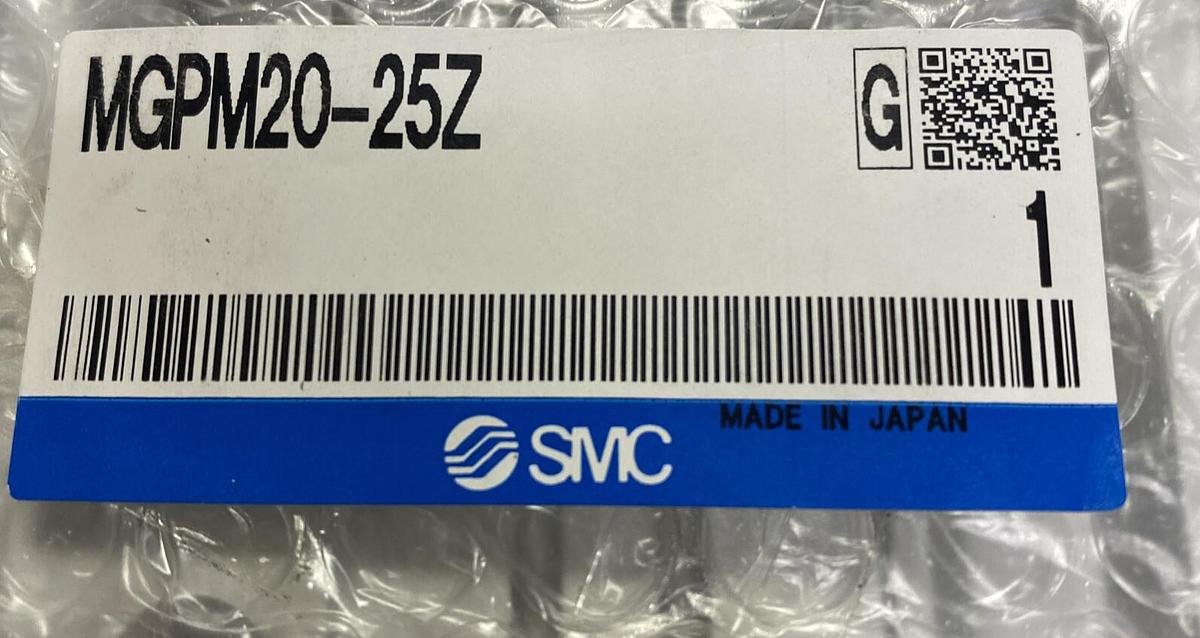 MGPM20-25Z
G
1
MADE IN JAPAN
SMC